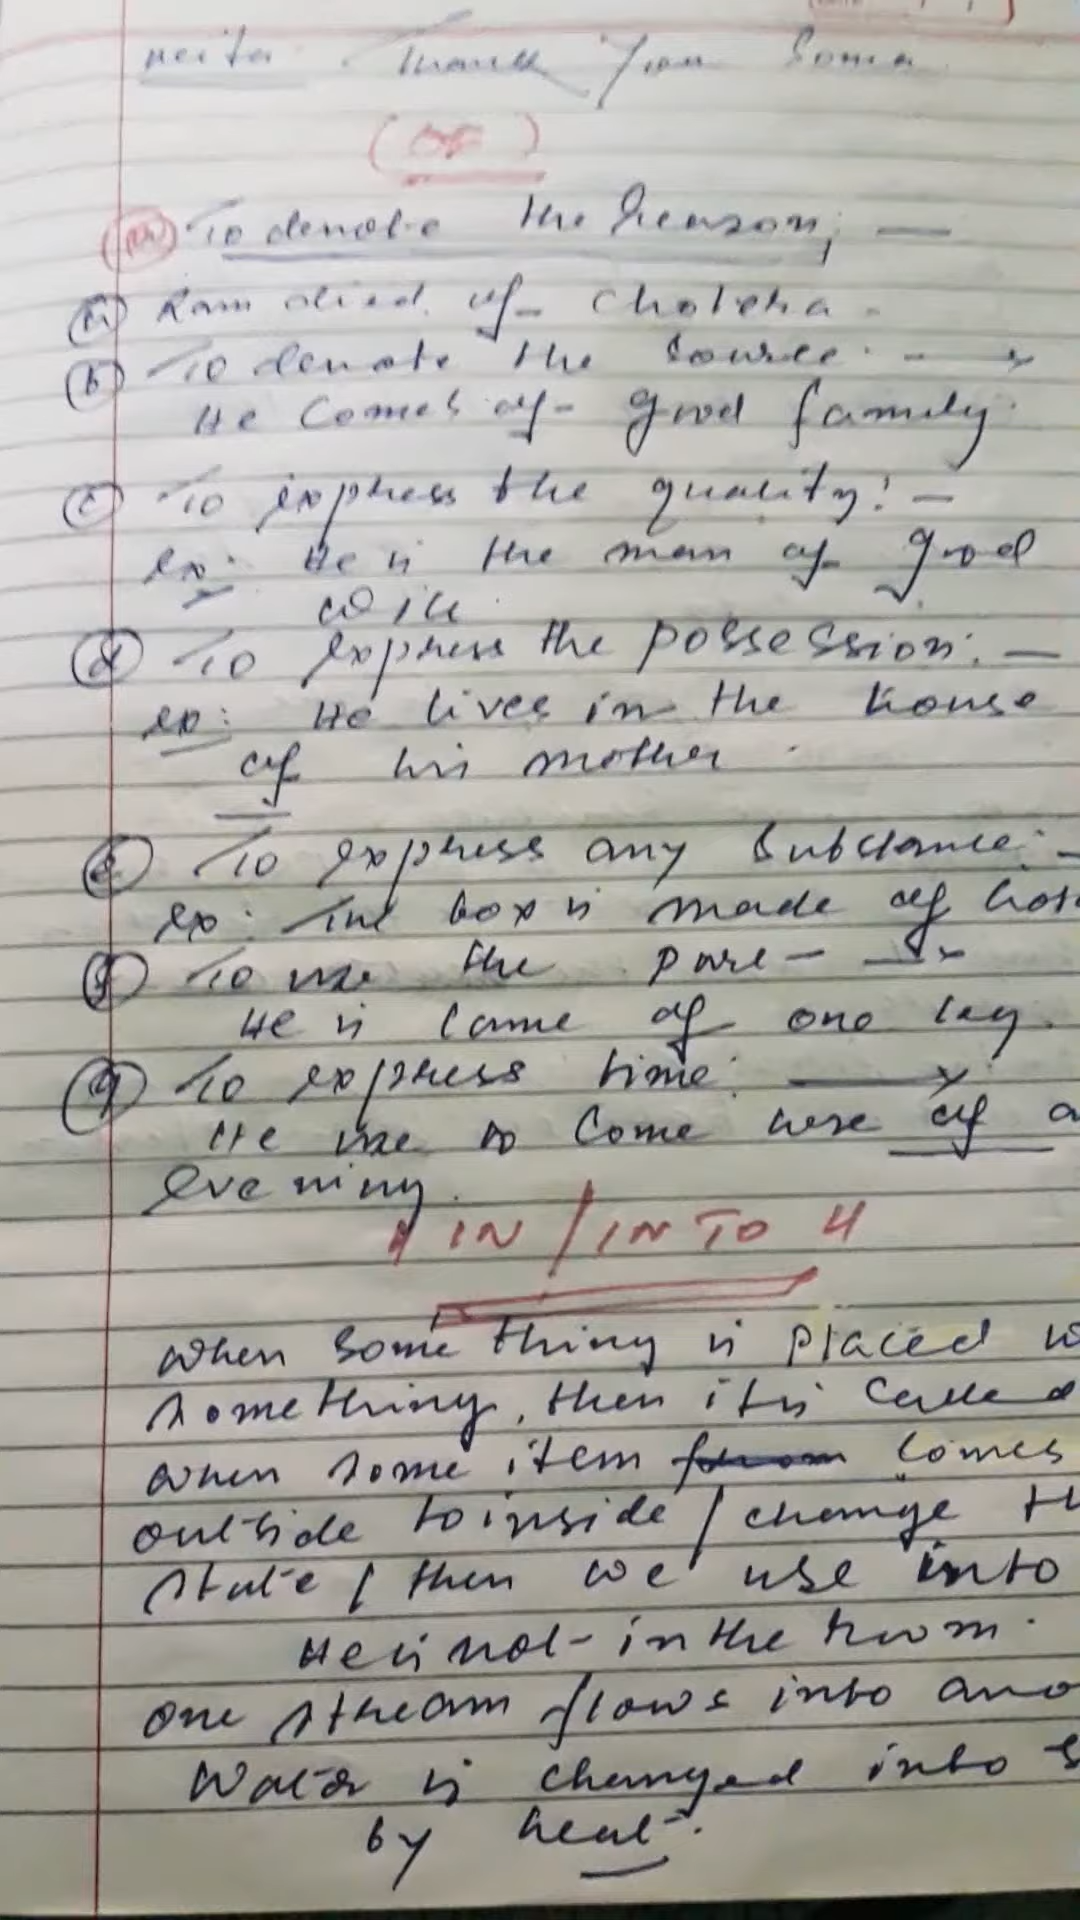 Thank You
(OF)
To denote the Reason; —
(a) Ram died of Cholera.
(b) To denote the Source: —
He Comes of good family.
(c) To express the quality: —
ex: He is the man of good
will.
(d) To express the possession: —
ex: He lives in the house
of his mother.
(e) To express any Substance: —
ex: The box is made of
To use the —
He is lame of one leg.
(g) To express time: —
He use to Come here of a
evening.
IN / INTO
When Something is placed
something, then it is Called
When some item from Comes
outside to inside / change
state / then we use into
He is not in the room.
One stream flows into
Water is changed into
by heat.